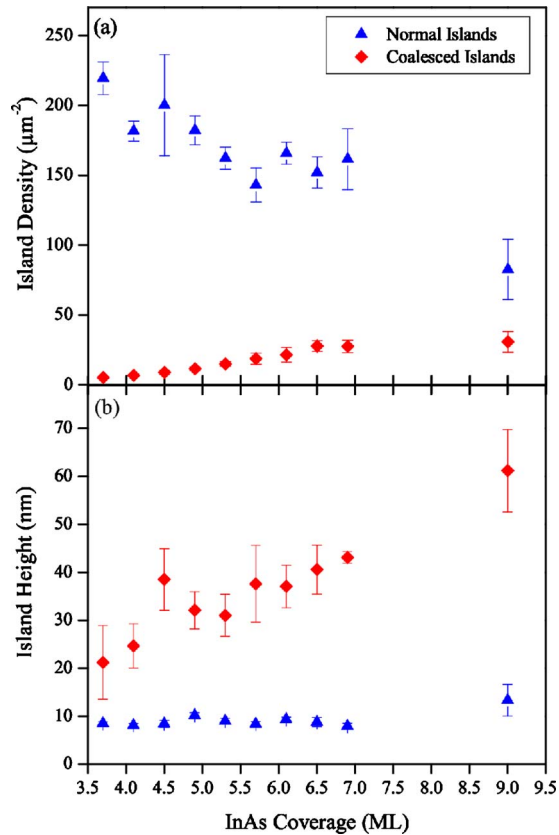 (a)
Normal Islands
Coalesced Islands
250
200
150
100
50
0
Island Density (μm⁻²)
(b)
70
60
50
40
30
20
10
0
Island Height (nm)
3.5 4.0 4.5 5.0 5.5 6.0 6.5 7.0 7.5 8.0 8.5 9.0 9.5
InAs Coverage (ML)